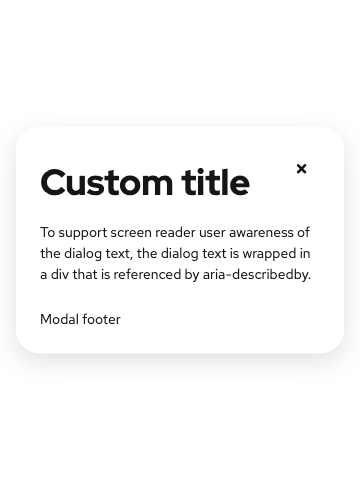 Custom title
To support screen reader user awareness of
the dialog text, the dialog text is wrapped in
a div that is referenced by aria-describedby.
Modal footer